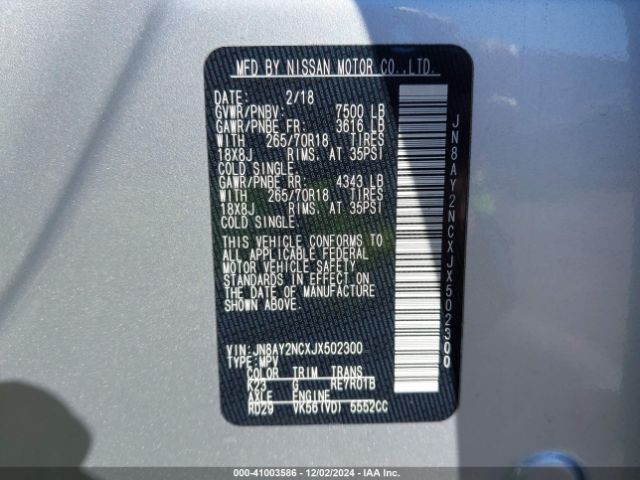 MFD BY NISSAN MOTOR CO.,LTD.
DATE: 2/18
GVWR/PNBV: 7500 LB
GAWR/PNBE FR: 3616 LB
WITH 265/70R18 TIRES
18X8J RIMS. AT 35PSI
COLD SINGLE
GAWR/PNBE RR: 4343 LB
WITH 265/70R18 TIRES
18X8J RIMS. AT 35PSI
COLD SINGLE
THIS VEHICLE CONFORMS TO
ALL APPLICABLE FEDERAL
MOTOR VEHICLE SAFETY
STANDARDS IN EFFECT ON
THE DATE OF MANUFACTURE
SHOWN ABOVE.
VIN: JN8AY2NCXJX502300
TYPE: MPV
COLOR TRIM TRANS
K23 G RE7R01B
AXLE ENGINE
RD29 VK56(VD) 5552CC
JN8AY2NCXJX502300
000-41003586 | 12/02/2024 - IAA Inc.